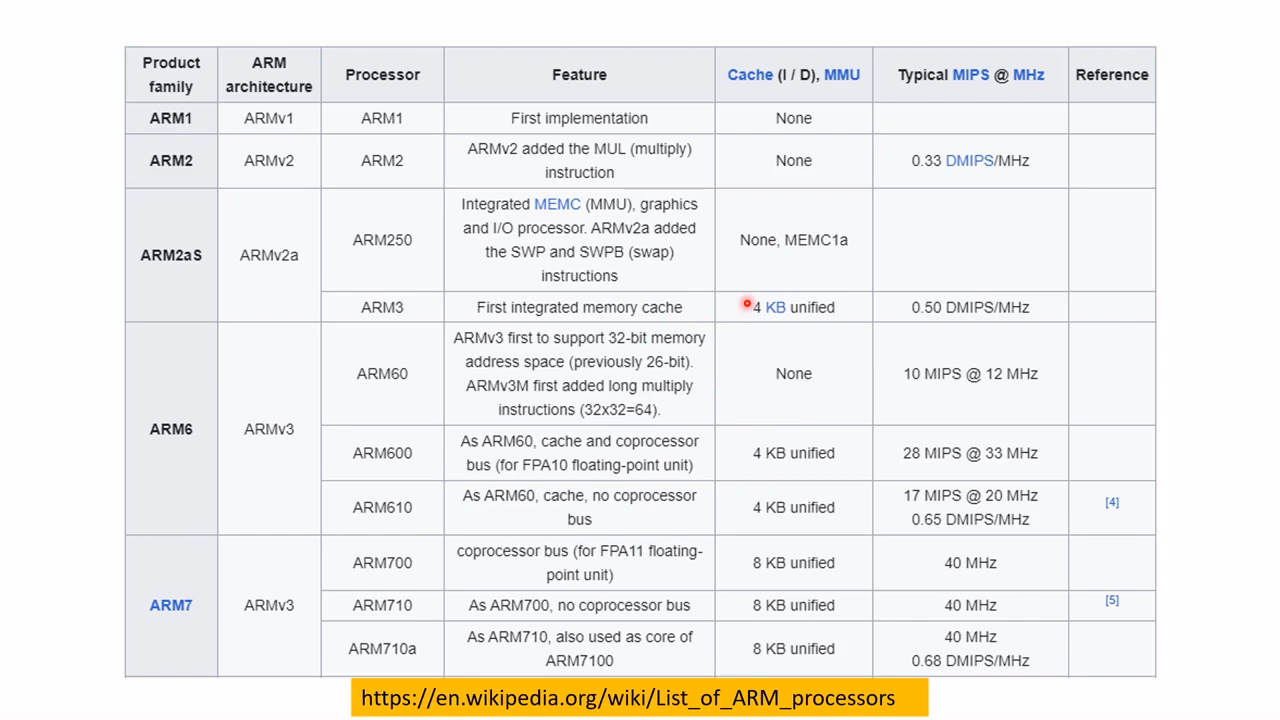 Product family
ARM architecture
Processor
Feature
Cache (I / D), MMU
Typical MIPS @ MHz
Reference
ARM1
ARMv1
ARM1
First implementation
None
ARM2
ARMv2
ARM2
ARMv2 added the MUL (multiply)
instruction
None
0.33 DMIPS/MHz
ARM2aS
ARMv2a
ARM250
Integrated MEMC (MMU), graphics
and I/O processor. ARMv2a added
the SWP and SWPB (swap)
instructions
None, MEMC1a
ARM3
First integrated memory cache
4 KB unified
0.50 DMIPS/MHz
ARM6
ARMv3
ARM60
ARMv3 first to support 32-bit memory
address space (previously 26-bit).
ARMv3M first added long multiply
instructions (32x32=64).
None
10 MIPS @ 12 MHz
ARM600
As ARM60, cache and coprocessor
bus (for FPA10 floating-point unit)
4 KB unified
28 MIPS @ 33 MHz
ARM610
As ARM60, cache, no coprocessor
bus
4 KB unified
17 MIPS @ 20 MHz
0.65 DMIPS/MHz
[4]
ARM7
ARMv3
ARM700
coprocessor bus (for FPA11 floating-
point unit)
8 KB unified
40 MHz
ARM710
As ARM700, no coprocessor bus
8 KB unified
40 MHz
[5]
ARM710a
As ARM710, also used as core of
ARM7100
8 KB unified
40 MHz
0.68 DMIPS/MHz
https://en.wikipedia.org/wiki/List_of_ARM_processors